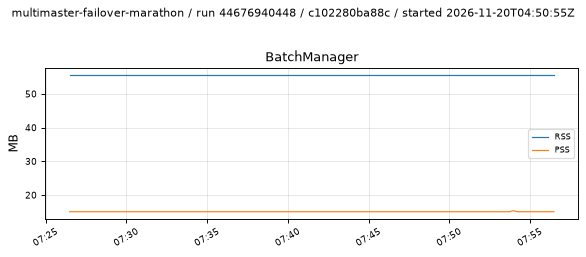 multimaster-failover-marathon / run 44676940448 / c102280ba88c / started 2026-11-20T04:50:55Z
BatchManager
MB
50
40
30
20
RSS
PSS
07:25
07:30
07:35
07:40
07:45
07:50
07:55